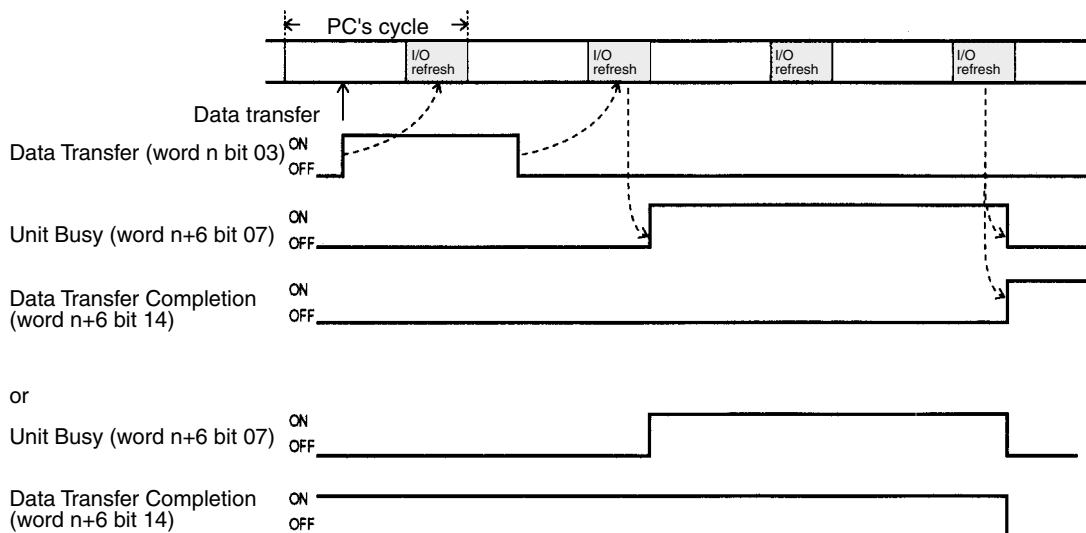 PC's cycle
I/O refresh
I/O refresh
I/O refresh
I/O refresh
Data transfer
Data Transfer (word n bit 03)
ON
OFF
Unit Busy (word n+6 bit 07)
ON
OFF
Data Transfer Completion
(word n+6 bit 14)
ON
OFF
or
Unit Busy (word n+6 bit 07)
ON
OFF
Data Transfer Completion
(word n+6 bit 14)
ON
OFF